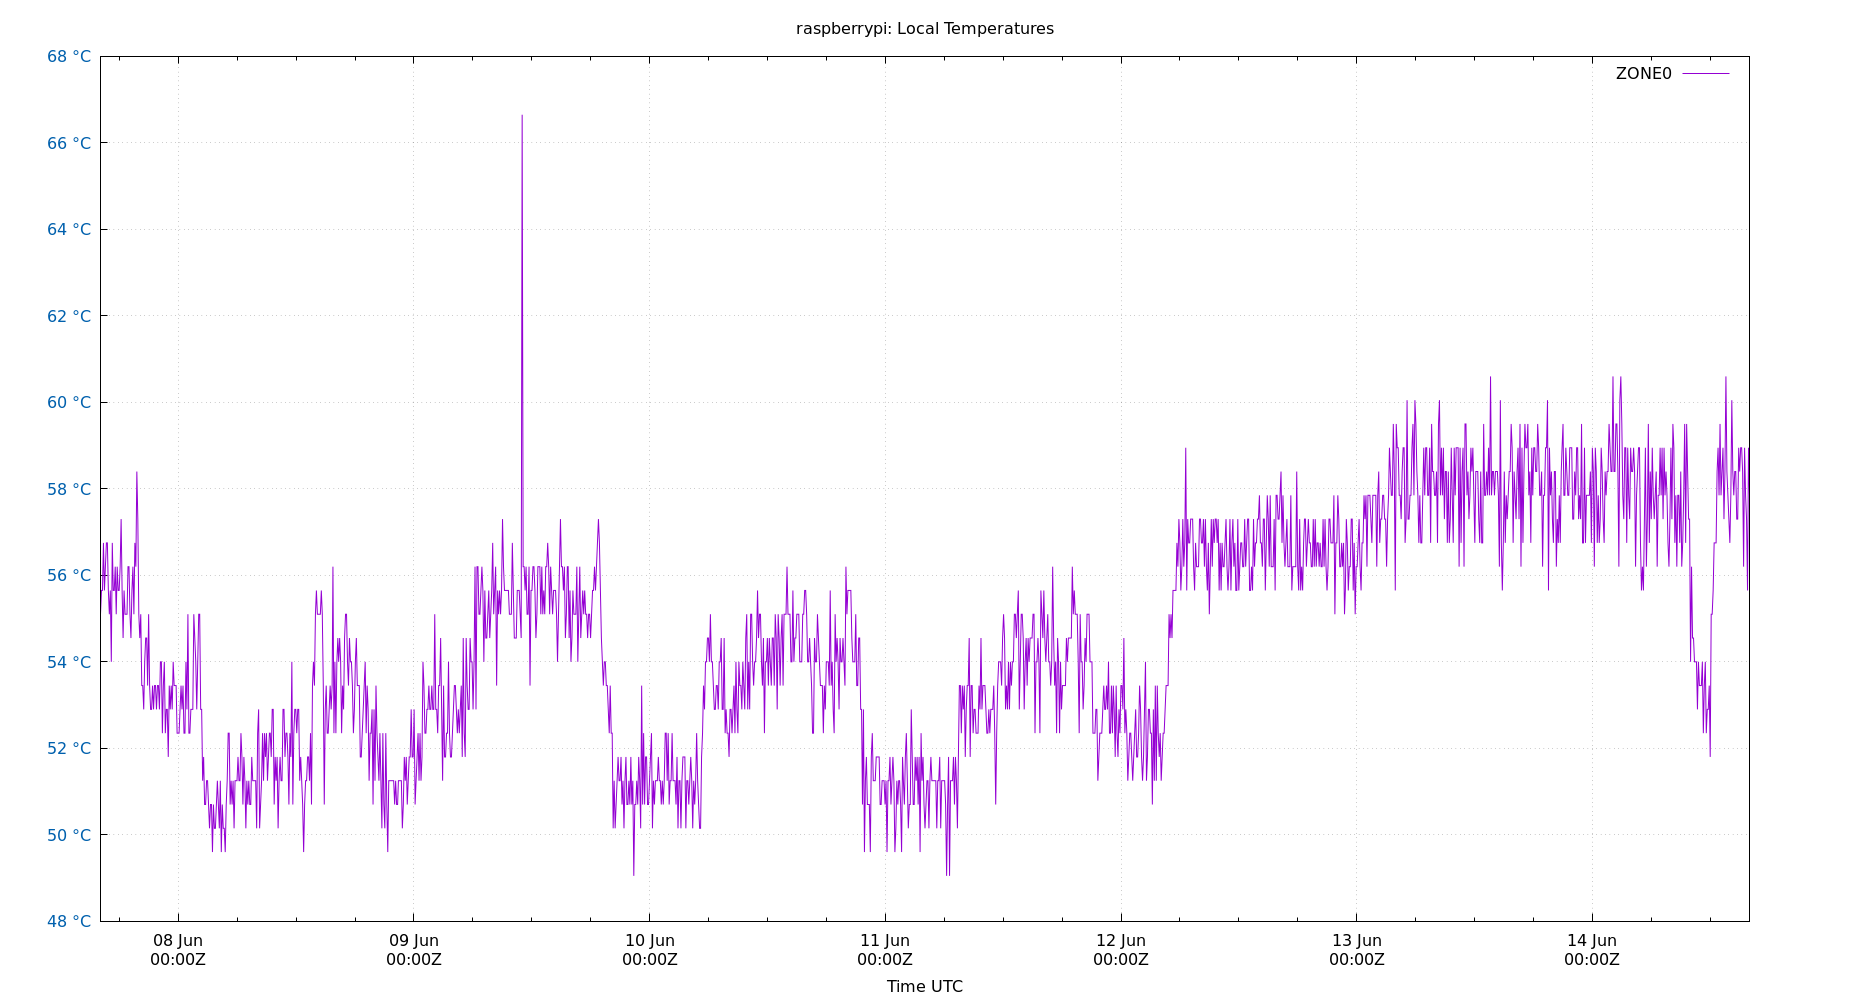 raspberrypi: Local Temperatures
ZONE0
68 °C
66 °C
64 °C
62 °C
60 °C
58 °C
56 °C
54 °C
52 °C
50 °C
48 °C
08 Jun 09 Jun 10 Jun 11 Jun 12 Jun 13 Jun 14 Jun
00:00Z 00:00Z 00:00Z 00:00Z 00:00Z 00:00Z 00:00Z
Time UTC